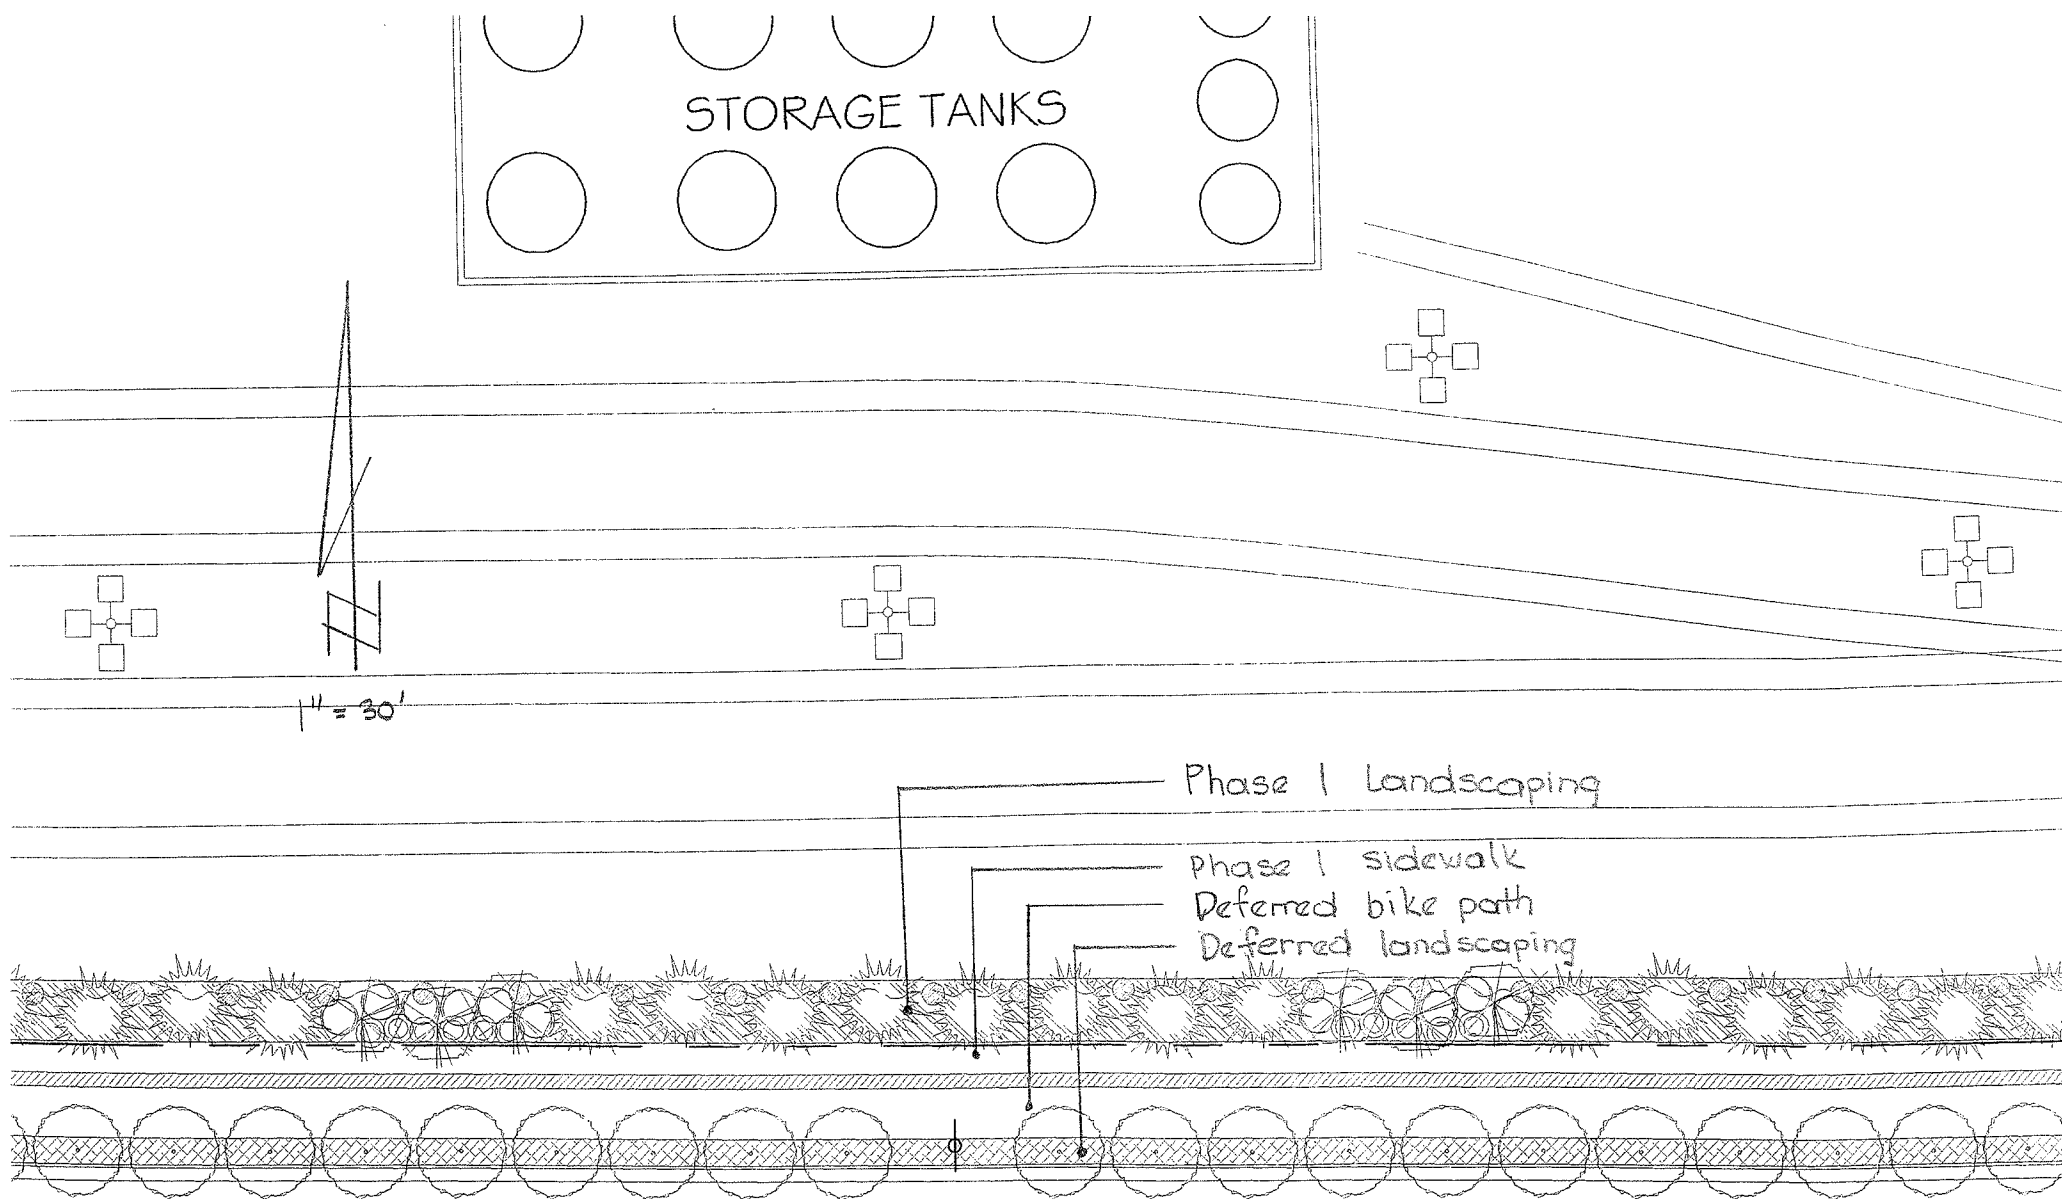 STORAGE TANKS
N
1" = 30'
Phase 1 Landscaping
Phase 1 sidewalk
Deferred bike path
Deferred landscaping